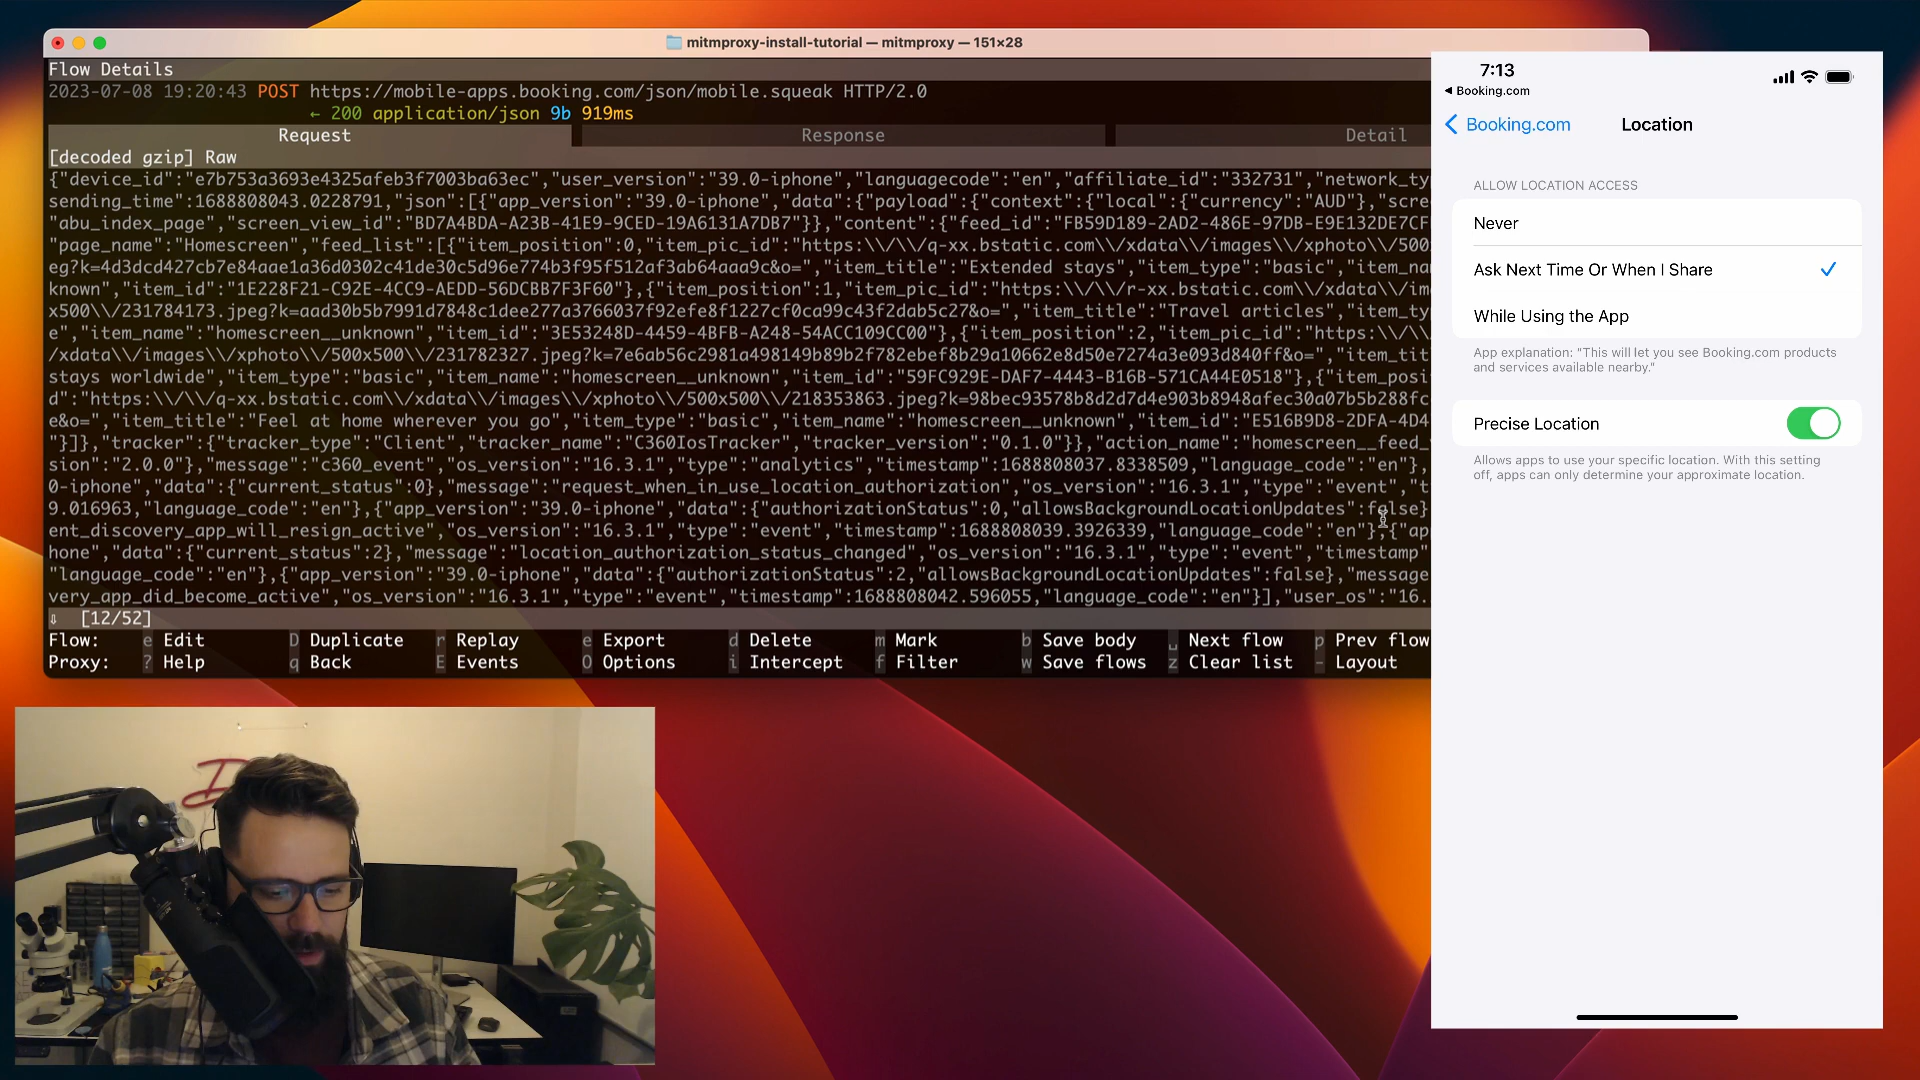 mitmproxy-install-tutorial — mitmproxy — 151×28
Flow Details
2023-07-08 19:20:43 POST https://mobile-apps.booking.com/json/mobile.squeak HTTP/2.0
← 200 application/json 9b 919ms
Request Response Detail
[decoded gzip] Raw
{"device_id":"e7b753a3693e4325afeb3f7003ba63ec","user_version":"39.0-iphone","languagecode":"en","affiliate_id":"332731","network_ty
sending_time":1688808043.0228791,"json":[{"app_version":"39.0-iphone","data":{"payload":{"context":{"local":{"currency":"AUD"},"scre
"abu_index_page","screen_view_id":"BD7A4BDA-A23B-41E9-9CED-19A6131A7DB7"}},"content":{"feed_id":"FB59D189-2AD2-486E-97DB-E9E132DE7CF
"page_name":"Homescreen","feed_list":[{"item_position":0,"item_pic_id":"https:\\/\\/q-xx.bstatic.com\\/xdata\\/images\\/xphoto\\/500
eg?k=4d3dcd427cb7e84aae1a36d0302c41de30c5d96e774b3f95f512af3ab64aaa9c&o=","item_title":"Extended stays","item_type":"basic","item_na
known","item_id":"1E228F21-C92E-4CC9-AEDD-56DCBB7F3F60"},{"item_position":1,"item_pic_id":"https:\\/\\/r-xx.bstatic.com\\/xdata\\/im
x500\\/231784173.jpeg?k=aad30b5b7991d7848c1dee277a3766037f92efe8f1227cf0ca99c43f2dab5c27&o=","item_title":"Travel articles","item_ty
e","item_name":"homescreen__unknown","item_id":"3E53248D-4459-4BFB-A248-54ACC109CC00"},{"item_position":2,"item_pic_id":"https:\\/\\
/xdata\\/images\\/xphoto\\/500x500\\/231782327.jpeg?k=7e6ab56c2981a498149b89b2f782ebef8b29a10662e8d50e7274a3e093d840ff&o=","item_tit
stays worldwide","item_type":"basic","item_name":"homescreen__unknown","item_id":"59FC929E-DAF7-4443-B16B-571CA44E0518"},{"item_posi
d":"https:\\/\\/q-xx.bstatic.com\\/xdata\\/images\\/xphoto\\/500x500\\/218353863.jpeg?k=98bec93578b8d2d7d4e903b8948afec30a07b5b288fc
e&o=","item_title":"Feel at home wherever you go","item_type":"basic","item_name":"homescreen__unknown","item_id":"E516B9D8-2DFA-4D4
"}]},"tracker":{"tracker_type":"Client","tracker_name":"C360IosTracker","tracker_version":"0.1.0"}},"action_name":"homescreen__feed_
sion":"2.0.0"},"message":"c360_event","os_version":"16.3.1","type":"analytics","timestamp":1688808037.8338509,"language_code":"en"},
0-iphone","data":{"current_status":0},"message":"request_when_in_use_location_authorization","os_version":"16.3.1","type":"event","t
9.016963,"language_code":"en"},{"app_version":"39.0-iphone","data":{"authorizationStatus":0,"allowsBackgroundLocationUpdates":false}
ent_discovery_app_will_resign_active","os_version":"16.3.1","type":"event","timestamp":1688808039.3926339,"language_code":"en"},{"ap
hone","data":{"current_status":2},"message":"location_authorization_status_changed","os_version":"16.3.1","type":"event","timestamp"
"language_code":"en"},{"app_version":"39.0-iphone","data":{"authorizationStatus":2,"allowsBackgroundLocationUpdates":false},"message
very_app_did_become_active","os_version":"16.3.1","type":"event","timestamp":1688808042.596055,"language_code":"en"}],"user_os":"16.
⇩ [12/52]
Flow: e Edit D Duplicate r Replay e Export d Delete m Mark b Save body ␣ Next flow p Prev flow
Proxy: ? Help q Back E Events O Options i Intercept f Filter w Save flows z Clear list - Layout
7:13
◀ Booking.com
Booking.com Location
ALLOW LOCATION ACCESS
Never
Ask Next Time Or When I Share
While Using the App
App explanation: "This will let you see Booking.com products
and services available nearby."
Precise Location
Allows apps to use your specific location. With this setting
off, apps can only determine your approximate location.